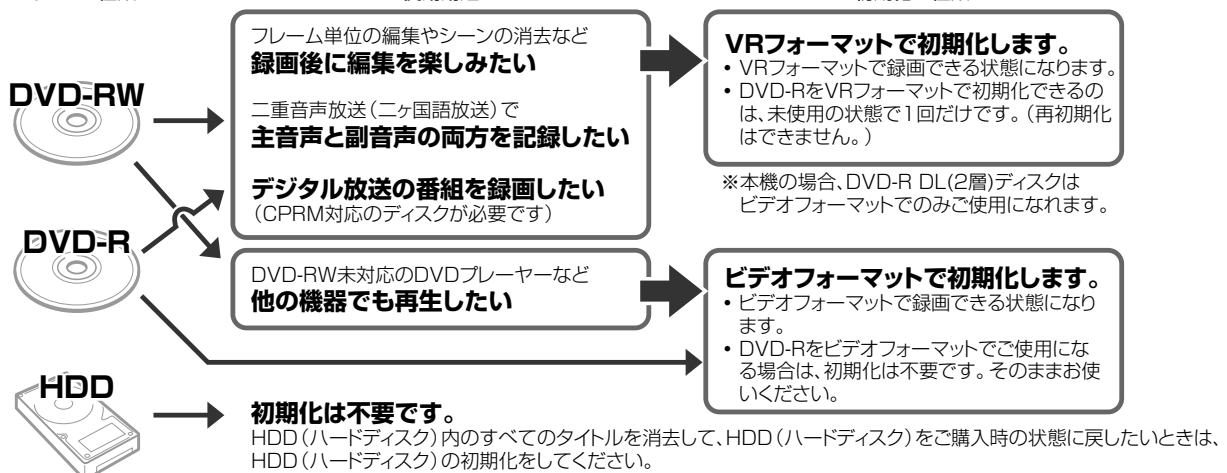 DVD-RW
DVD-R
HDD
フレーム単位の編集やシーンの消去など
録画後に編集を楽しみたい
二重音声放送（二ヶ国語放送）で
主音声と副音声の両方を記録したい
デジタル放送の番組を録画したい
（CPRM対応のディスクが必要です）
VRフォーマットで初期化します。
• VRフォーマットで録画できる状態になります。
• DVD-RをVRフォーマットで初期化できるの
は、未使用の状態で1回だけです。（再初期化
はできません。）
※本機の場合、DVD-R DL(2層)ディスクは
ビデオフォーマットでのみご使用になれます。
DVD-RW未対応のDVDプレーヤーなど
他の機器でも再生したい
ビデオフォーマットで初期化します。
• ビデオフォーマットで録画できる状態になり
ます。
• DVD-Rをビデオフォーマットでご使用にな
る場合は、初期化は不要です。そのままお使
いください。
初期化は不要です。
HDD（ハードディスク）内のすべてのタイトルを消去して、HDD（ハードディスク）をご購入時の状態に戻したいときは、
HDD（ハードディスク）の初期化をしてください。